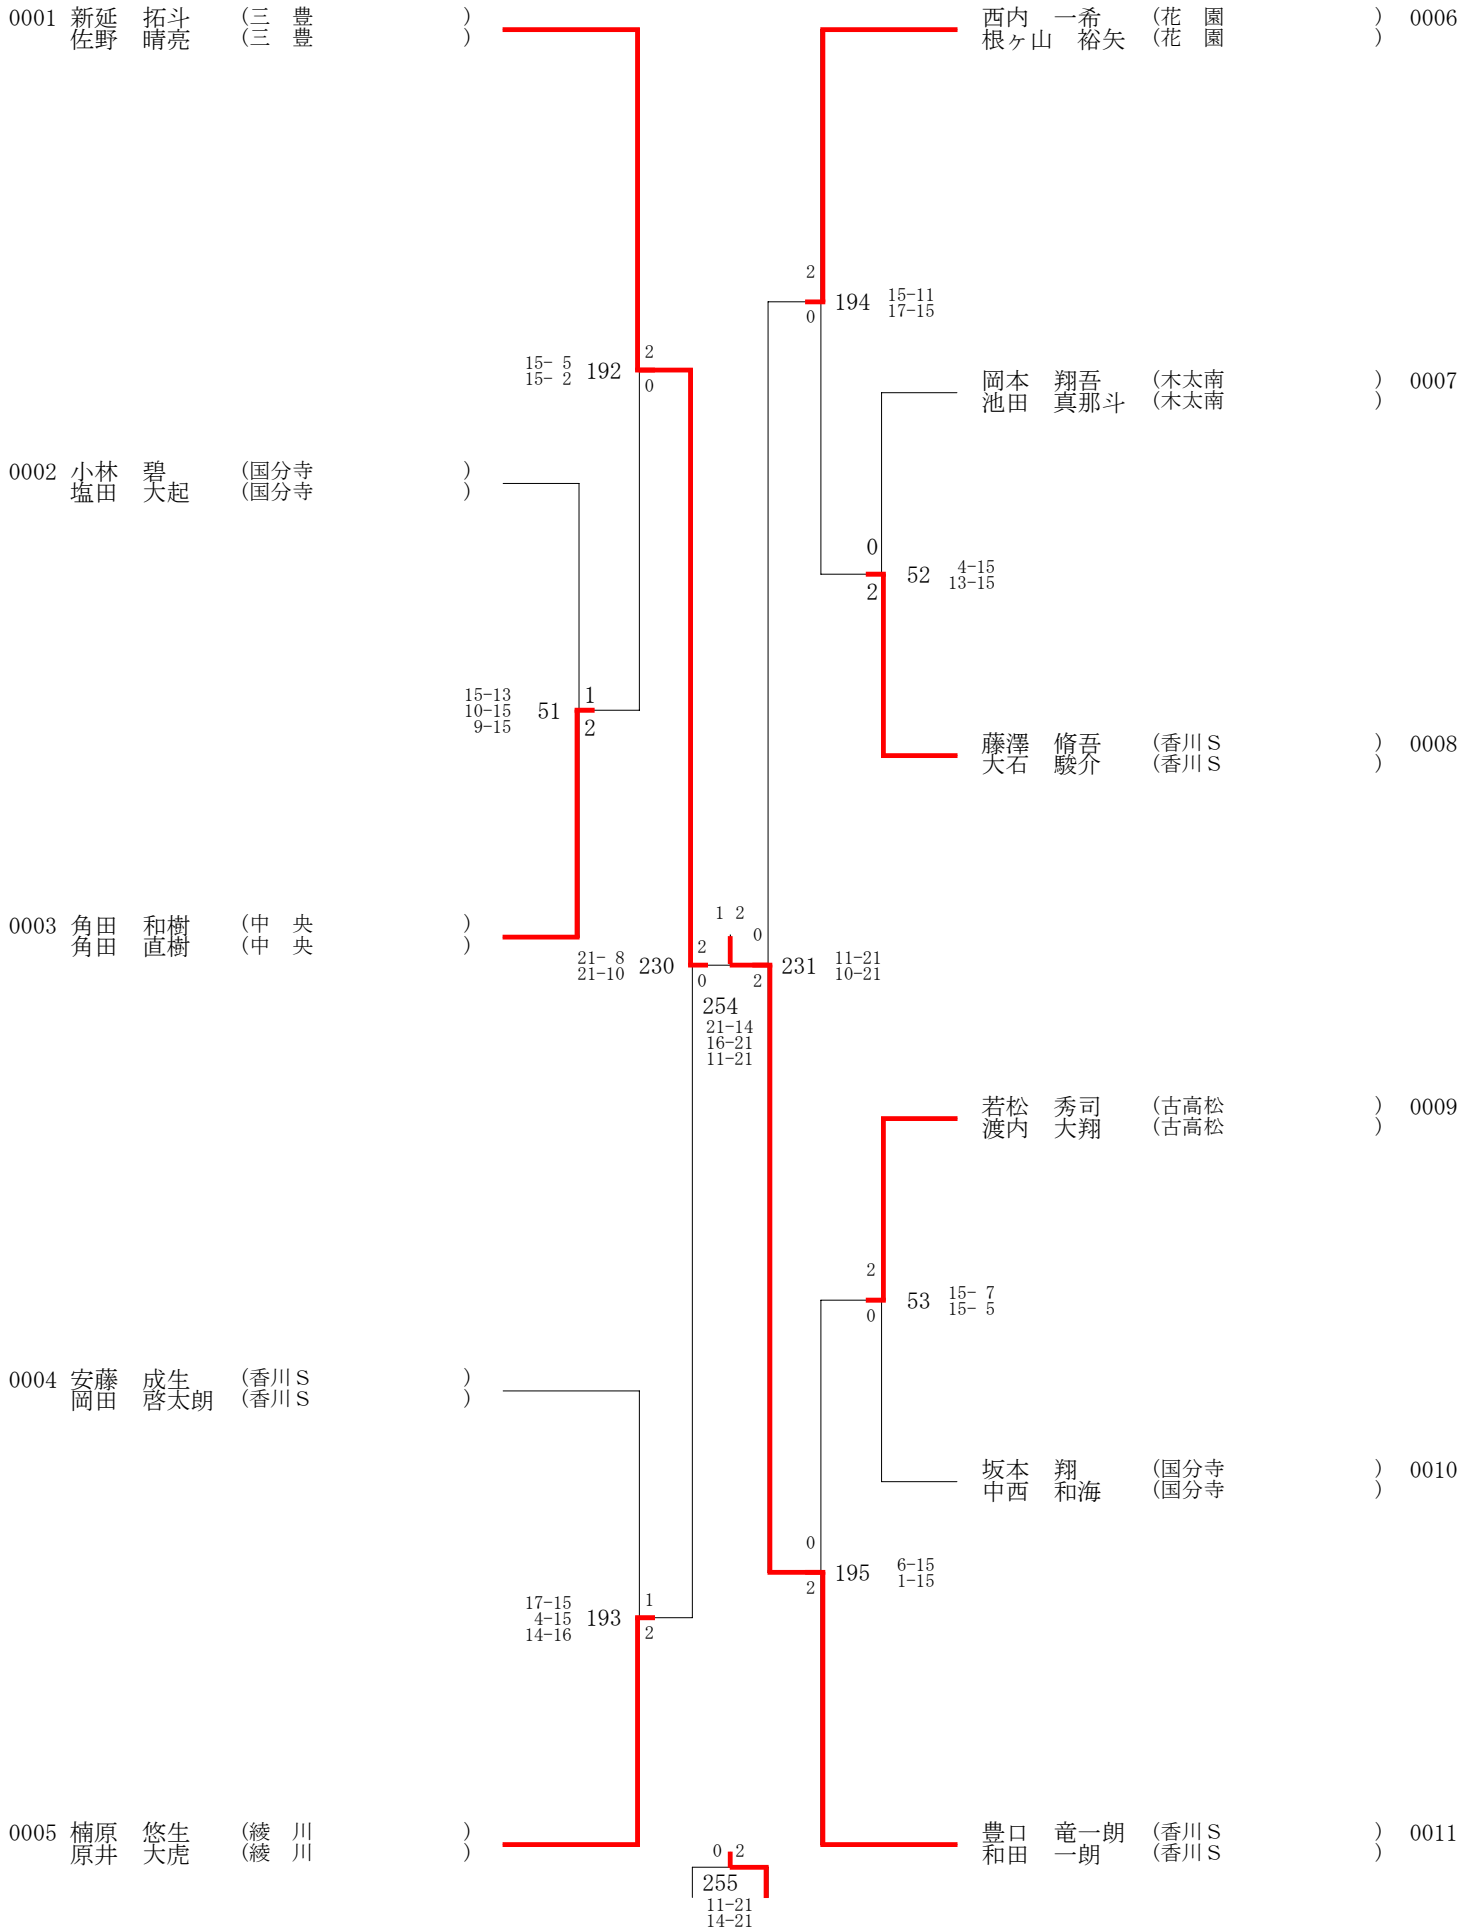 0001 新延 拓斗 (三 豊 )
佐野 晴亮 (三 豊 )
西内 一希 (花 園 ) 0006
根ヶ山 裕矢 (花 園 )
2
194 15-11
0 17-15
15- 5 192 2
15- 2 0
岡本 翔吾 (木太南 ) 0007
池田 真那斗 (木太南 )
0002 小林 碧 (国分寺 )
塩田 大起 (国分寺 )
0
52 4-15
2 13-15
15-13 1
10-15 51
9-15 2
藤澤 脩吾 (香川S ) 0008
大石 駿介 (香川S )
0003 角田 和樹 (中 央 )
角田 直樹 (中 央 )
1 2
21- 8 230 2
21-10 0
0 231 11-21
2 10-21
254
21-14
16-21
11-21
若松 秀司 (古高松 ) 0009
渡内 大翔 (古高松 )
2
53 15- 7
0 15- 5
0004 安藤 成生 (香川S )
岡田 啓太朗 (香川S )
坂本 翔 (国分寺 ) 0010
中西 和海 (国分寺 )
0
195 6-15
2 1-15
17-15 1
4-15 193
14-16 2
0005 楠原 悠生 (綾 川 )
原井 大虎 (綾 川 )
豊口 竜一朗 (香川S ) 0011
和田 一朗 (香川S )
0 2
255
11-21
14-21